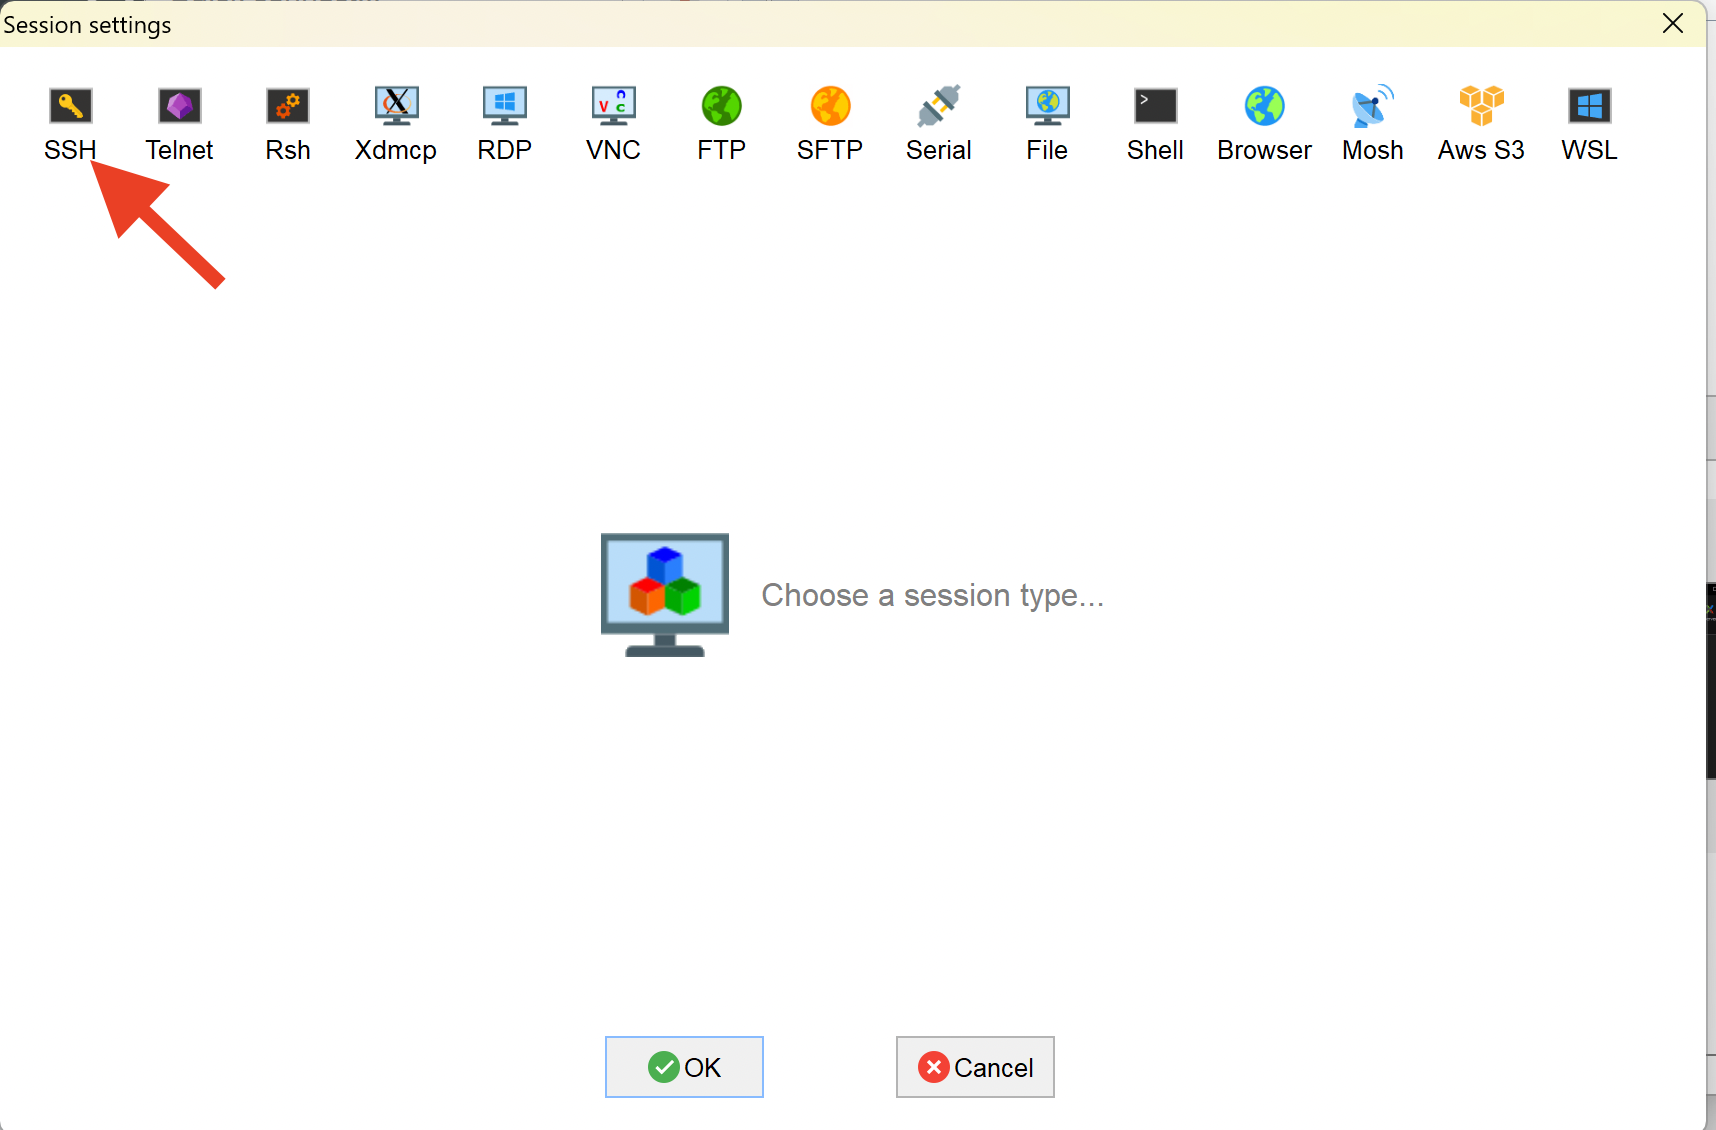 Session settings
SSH Telnet Rsh Xdmcp RDP VNC FTP SFTP Serial File Shell Browser Mosh Aws S3 WSL
Choose a session type...
OK Cancel